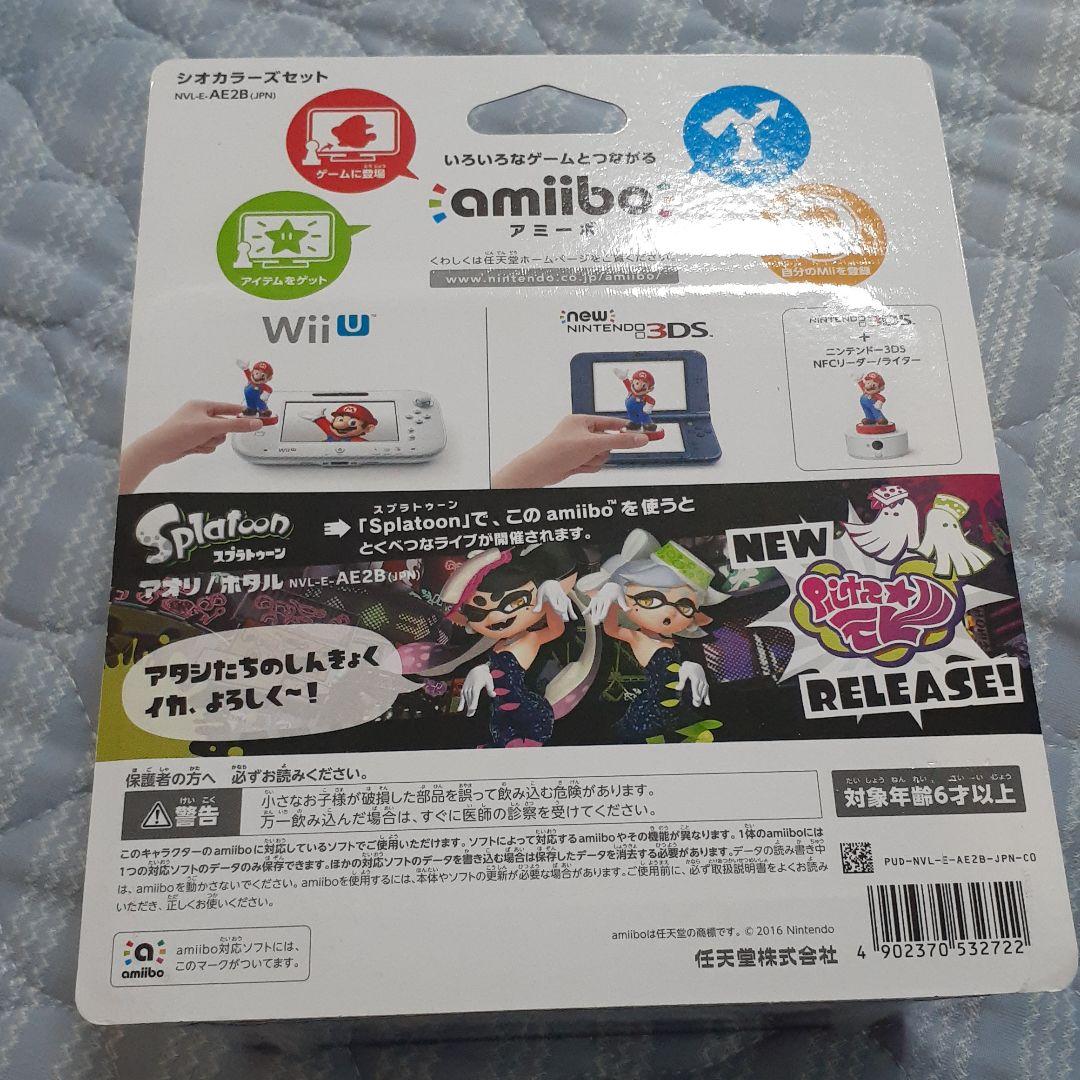 シオカラーズセット
NVL-E-AE2B(JPN)
ゲームに登場
アイテムをゲット
いろいろなゲームとつながる
amiibo
アミーボ
くわしくは任天堂ホームページをご覧ください。
www.nintendo.co.jp/amiibo/
自分のMiiを登録
Wii U™
new NINTENDO 3DS™
NINTENDO 3DS™
+
ニンテンドー3DS
NFCリーダー/ライター
WiiU
Splatoon
スプラトゥーン
アオリ/ホタル NVL-E-AE2B(JPN)
スプラトゥーン
「Splatoon」で、このamiibo™を使うと
とくべつなライブが開催されます。
アタシたちのしんきょく
イカ、よろしく〜!
NEW
RELEASE!
保護者の方へ 必ずお読みください。
警告
小さなお子様が破損した部品を誤って飲み込む危険があります。
万一飲み込んだ場合は、すぐに医師の診察を受けてください。
対象年齢6才以上
このキャラクターのamiiboに対応しているソフトでご使用いただけます。ソフトによって対応するamiiboやその機能が異なります。1体のamiiboには
1つの対応ソフトのデータのみ保存できます。ほかの対応ソフトのデータを書き込む場合は保存したデータを消去する必要があります。データの読み書き中
は、amiiboを動かさないでください。amiiboを使用するには、本体やソフトの更新が必要な場合があります。ご使用前に、必ず取扱説明書をよくお読み
いただき、正しくお使いください。
PUD-NVL-E-AE2B-JPN-C0
amiibo
amiibo対応ソフトには、
このマークがついてます。
amiiboは任天堂の商標です。© 2016 Nintendo
任天堂株式会社
4 902370 532722